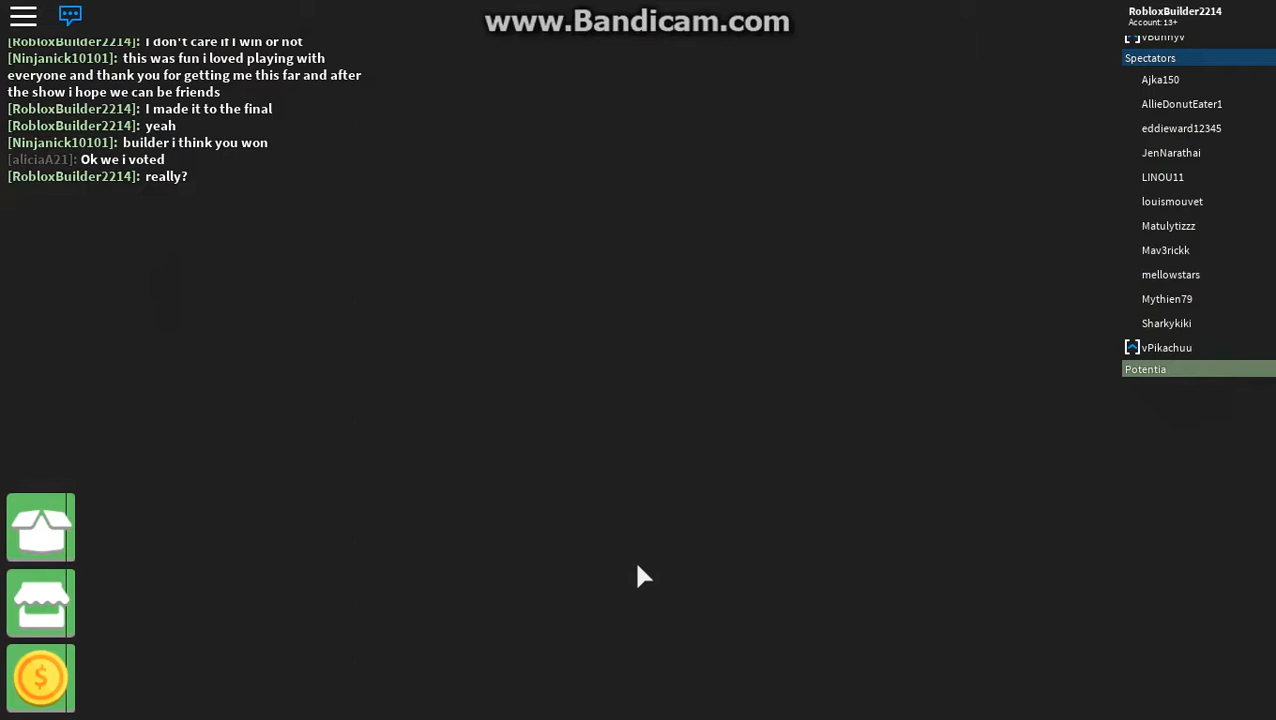 www.Bandicam.com
RobloxBuilder2214
Account: 13+
[RobloxBuilder2214]: I don't care if I win or not
[Ninjanick10101]: this was fun i loved playing with
everyone and thank you for getting me this far and after
the show i hope we can be friends
[RobloxBuilder2214]: I made it to the final
[RobloxBuilder2214]: yeah
[Ninjanick10101]: builder i think you won
[aliciaA21]: Ok we i voted
[RobloxBuilder2214]: really?
vBunnyv
Spectators
Ajka150
AllieDonutEater1
eddieward12345
JenNarathai
LINOU11
louismouvet
Matulytizzz
Mav3rickk
mellowstars
Mythien79
Sharkykiki
vPikachuu
Potentia
$